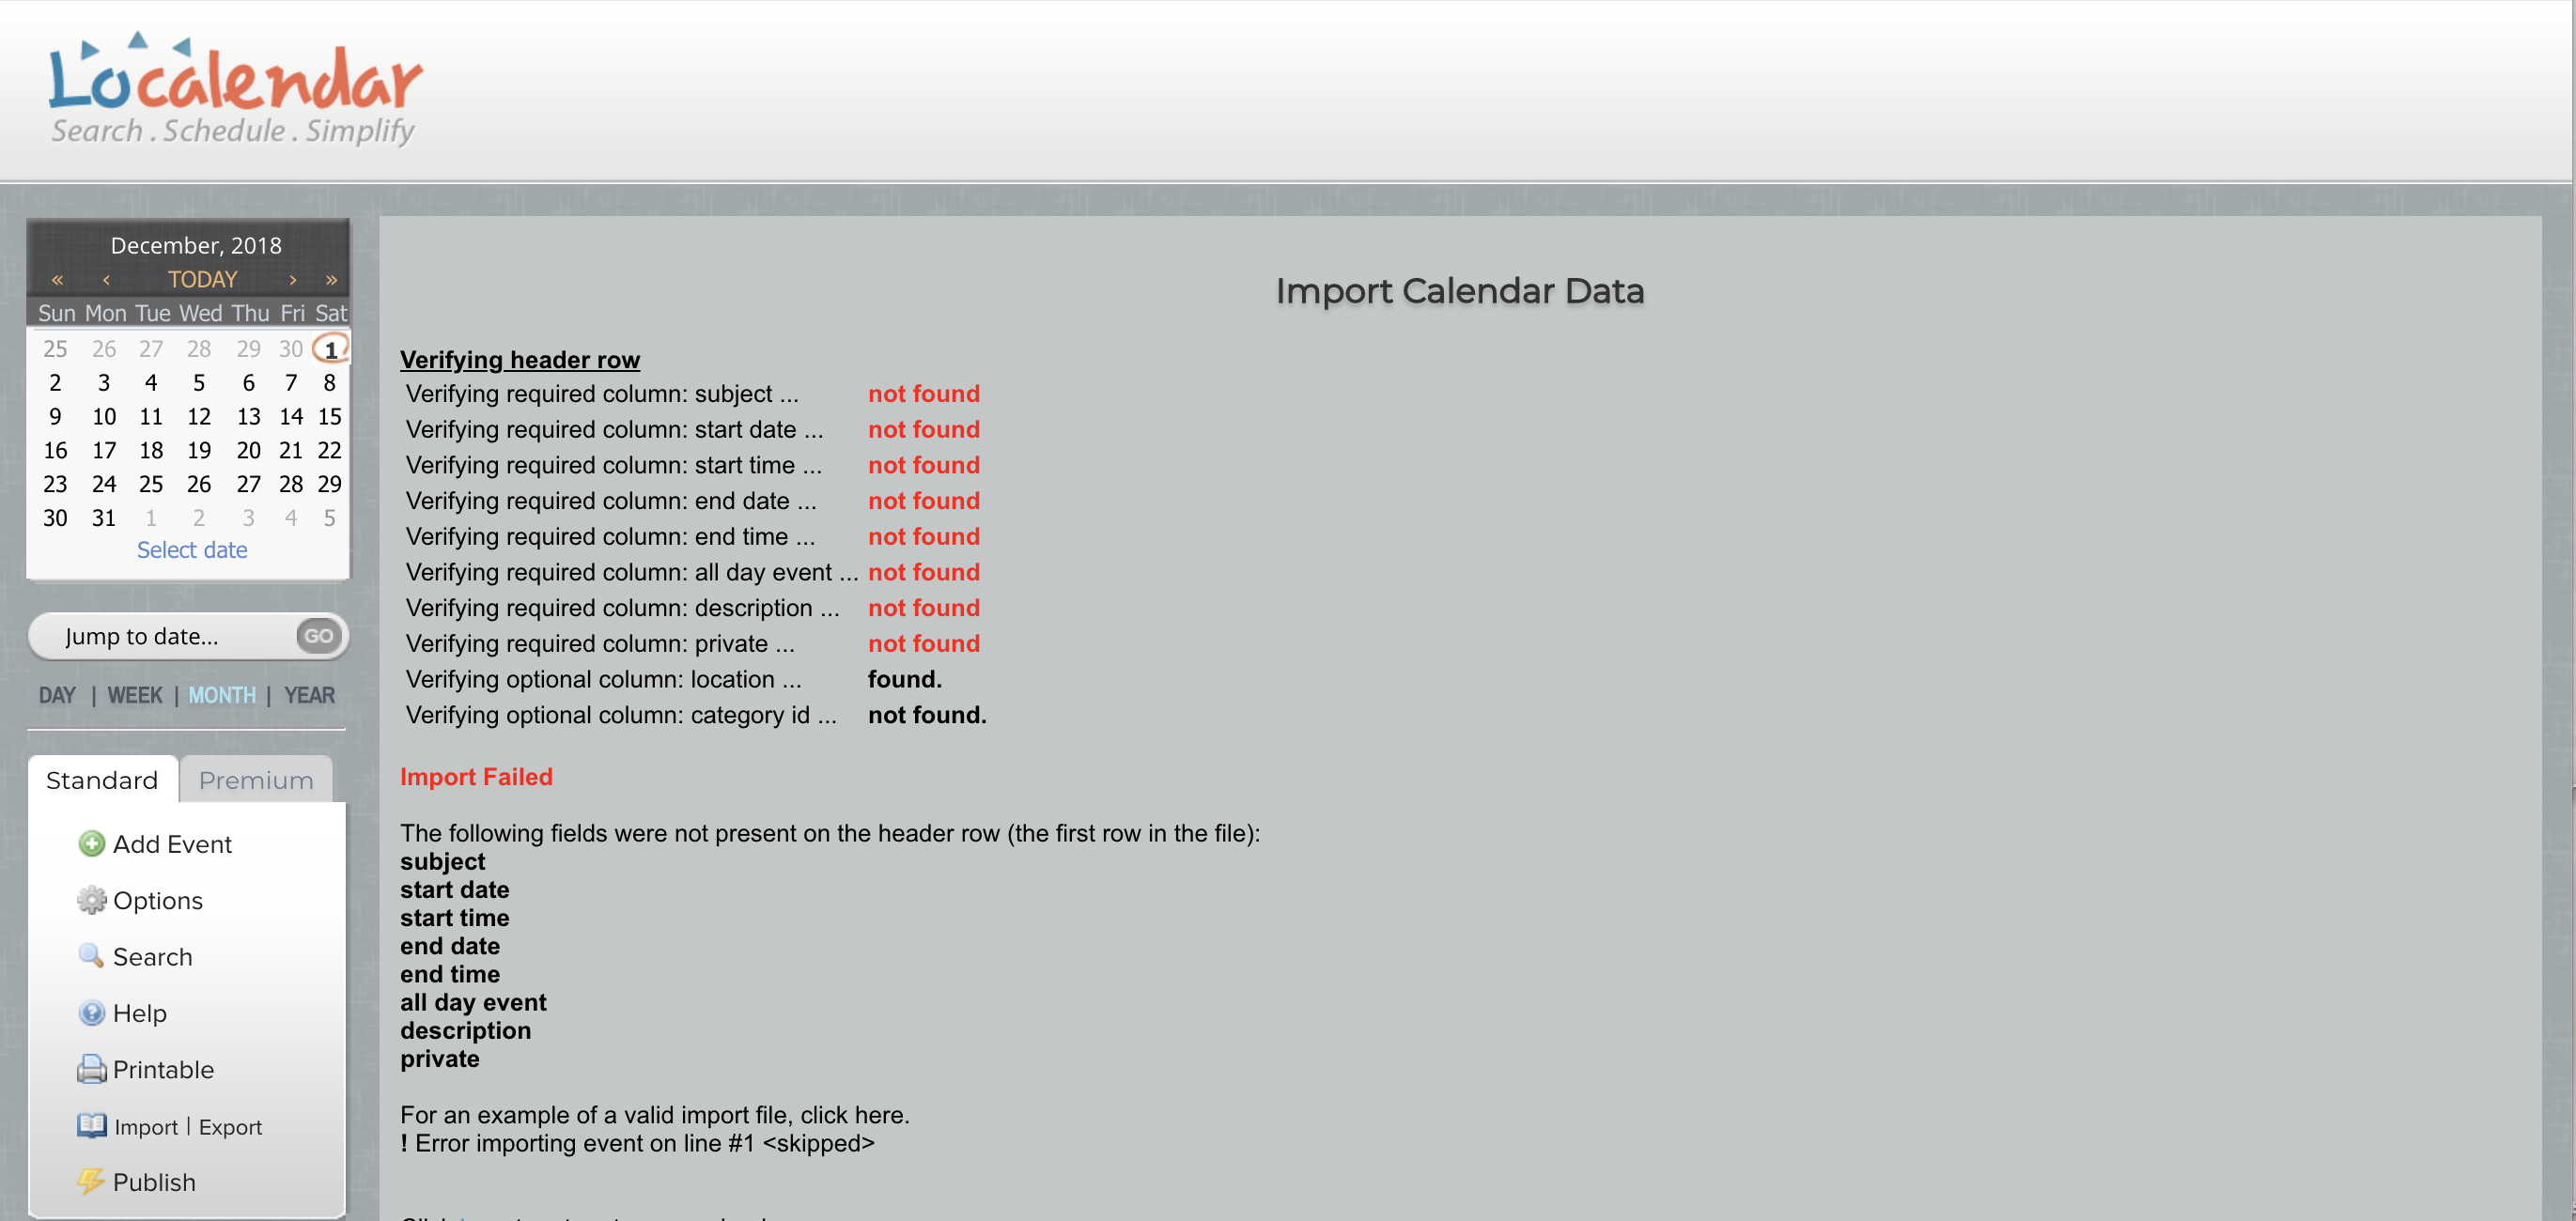 Localendar
Search . Schedule . Simplify
December, 2018
« ‹ TODAY › »
Sun Mon Tue Wed Thu Fri Sat
25 26 27 28 29 30 1
2 3 4 5 6 7 8
9 10 11 12 13 14 15
16 17 18 19 20 21 22
23 24 25 26 27 28 29
30 31 1 2 3 4 5
Select date
Jump to date... GO
DAY | WEEK | MONTH | YEAR
Standard Premium
Add Event
Options
Search
Help
Printable
Import | Export
Publish
Import Calendar Data
Verifying header row
Verifying required column: subject ... not found
Verifying required column: start date ... not found
Verifying required column: start time ... not found
Verifying required column: end date ... not found
Verifying required column: end time ... not found
Verifying required column: all day event ... not found
Verifying required column: description ... not found
Verifying required column: private ... not found
Verifying optional column: location ... found.
Verifying optional column: category id ... not found.
Import Failed
The following fields were not present on the header row (the first row in the file):
subject
start date
start time
end date
end time
all day event
description
private
For an example of a valid import file, click here.
! Error importing event on line #1 <skipped>